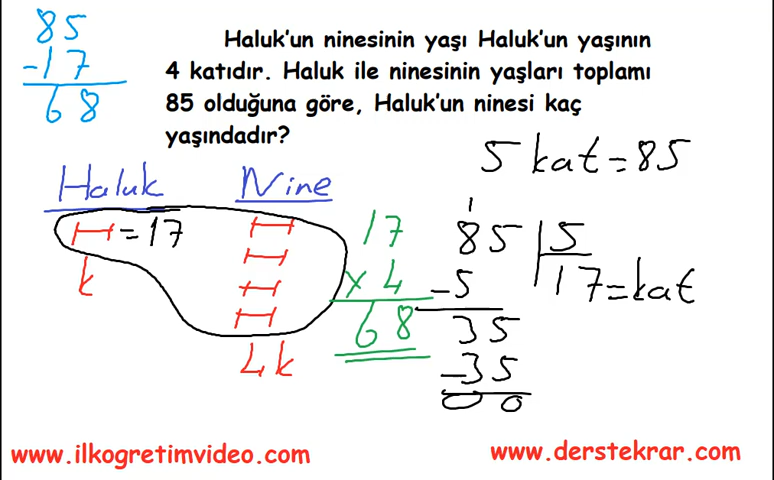 85
-17
68
Haluk'un ninesinin yaşı Haluk'un yaşının
4 katıdır. Haluk ile ninesinin yaşları toplamı
85 olduğuna göre, Haluk'un ninesi kaç
yaşındadır?
5 kat=85
Haluk Nine
=17
k
4k
17
x 4
68
1
85 5
17=kat
-5
35
-35
00
www.ilkogretimvideo.com
www.derstekrar.com